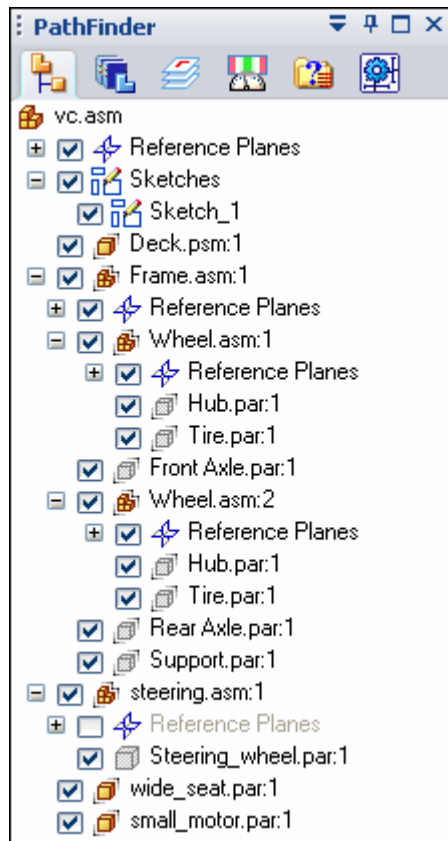 PathFinder
vc.asm
Reference Planes
Sketches
Sketch_1
Deck.psm:1
Frame.asm:1
Reference Planes
Wheel.asm:1
Reference Planes
Hub.par:1
Tire.par:1
Front Axle.par:1
Wheel.asm:2
Reference Planes
Hub.par:1
Tire.par:1
Rear Axle.par:1
Support.par:1
steering.asm:1
Reference Planes
Steering_wheel.par:1
wide_seat.par:1
small_motor.par:1